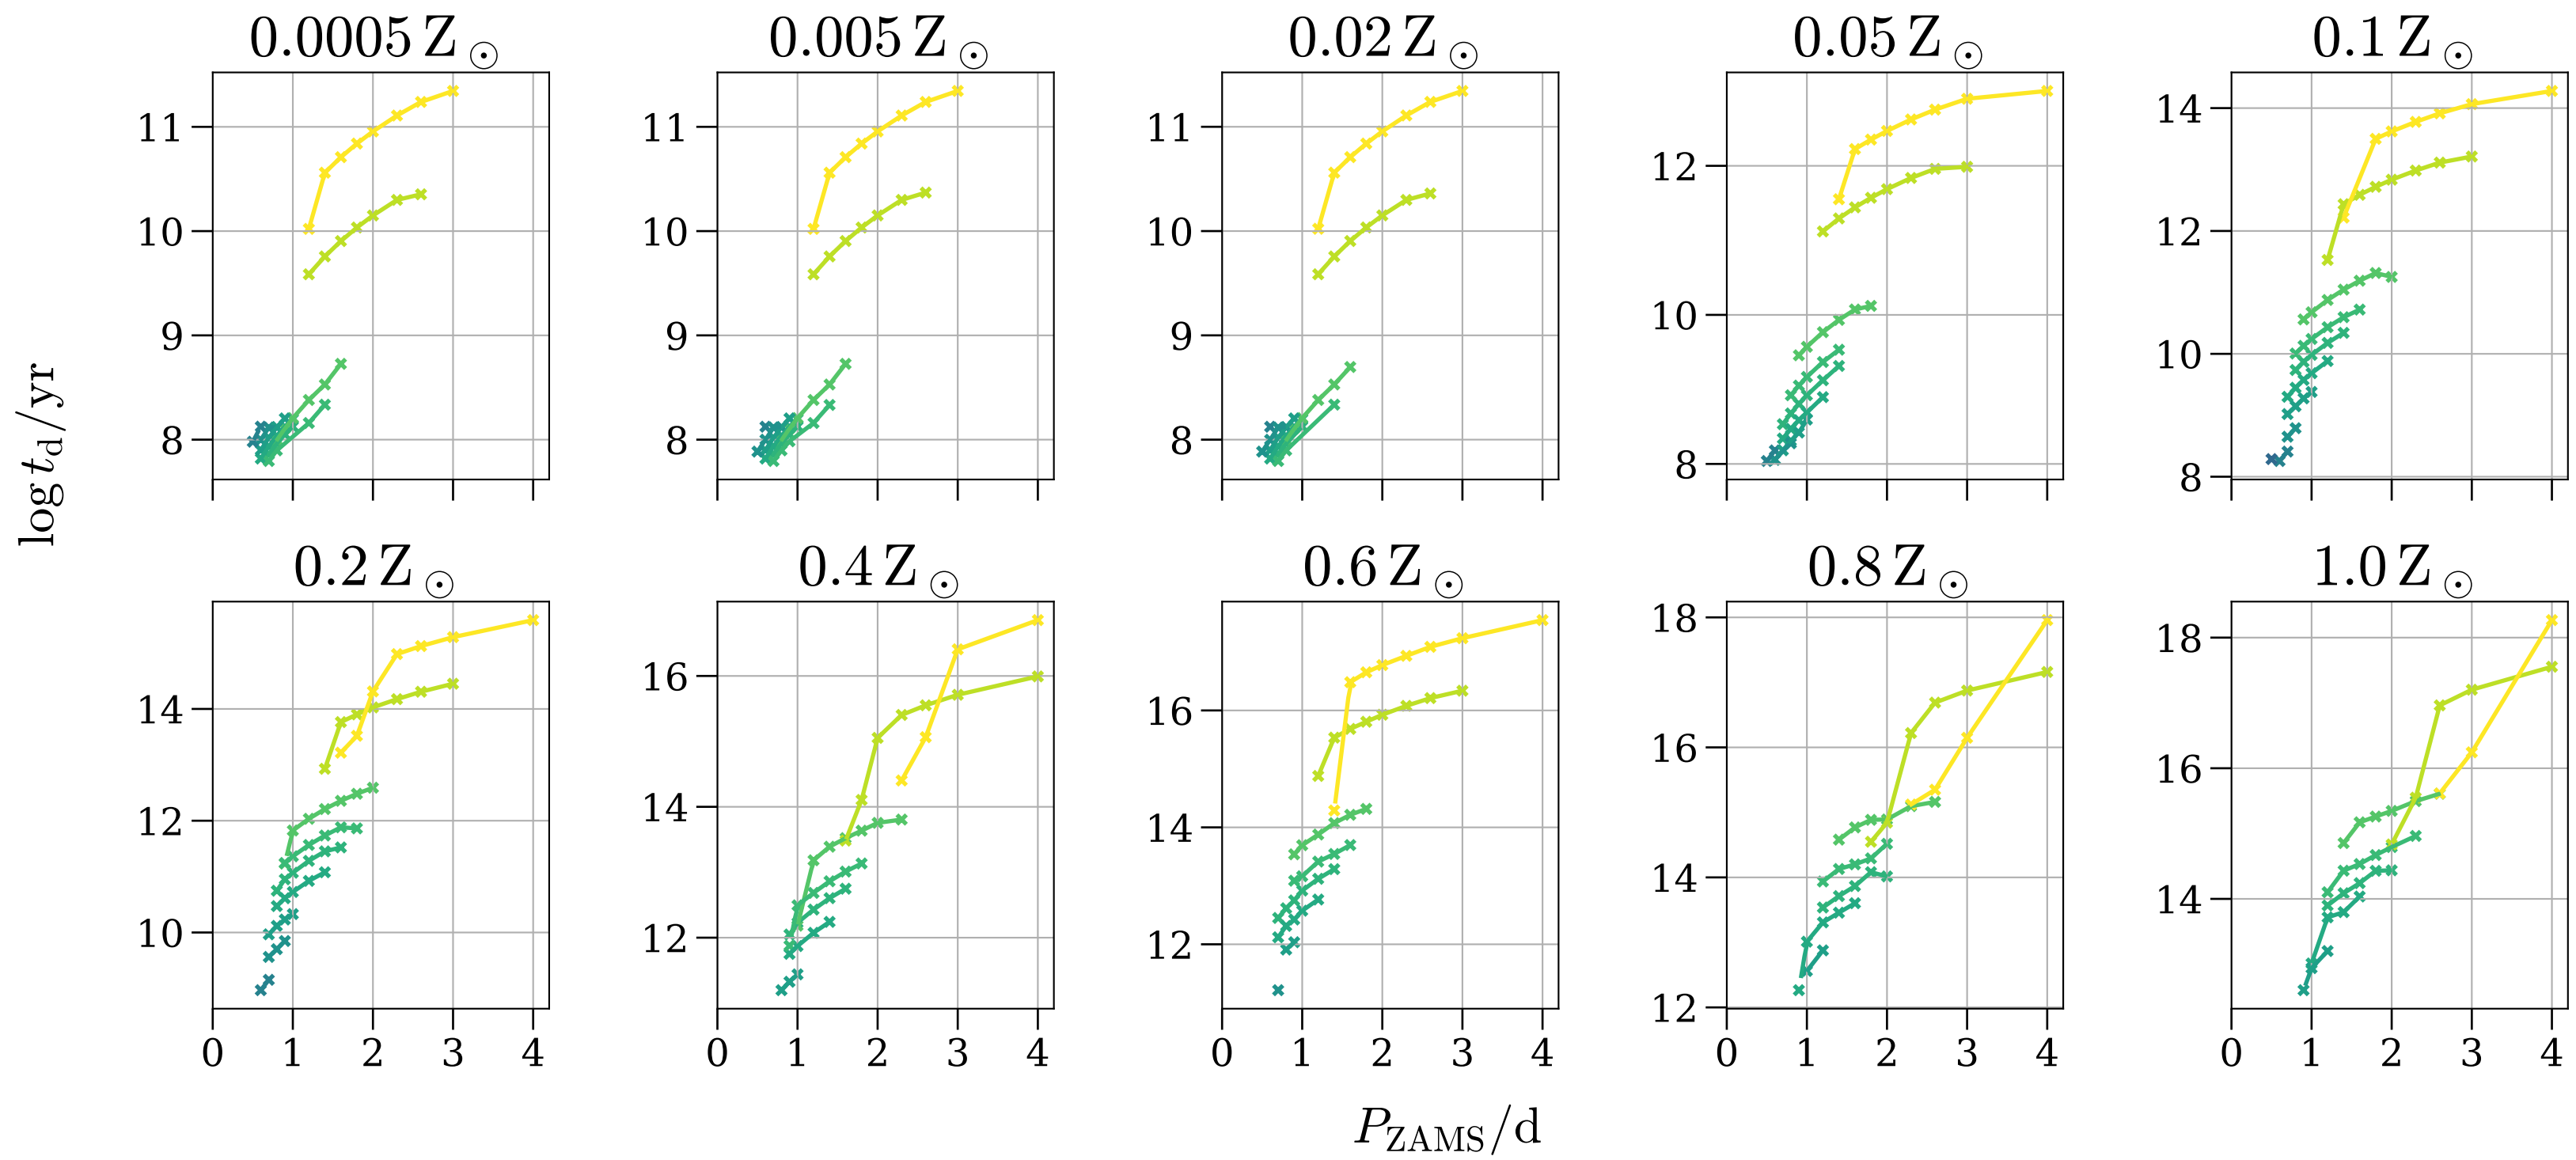 0.0005 Z⊙ 0.005 Z⊙ 0.02 Z⊙ 0.05 Z⊙ 0.1 Z⊙
11 11 11 12 14
10 10 10 10 12
9 9 9 8 10
8 8 8 8
log t_d/yr
0.2 Z⊙ 0.4 Z⊙ 0.6 Z⊙ 0.8 Z⊙ 1.0 Z⊙
14 16 16 18 18
12 14 14 16 16
10 12 12 14 14
12
0 1 2 3 4 0 1 2 3 4 0 1 2 3 4 0 1 2 3 4 0 1 2 3 4
P_ZAMS/d